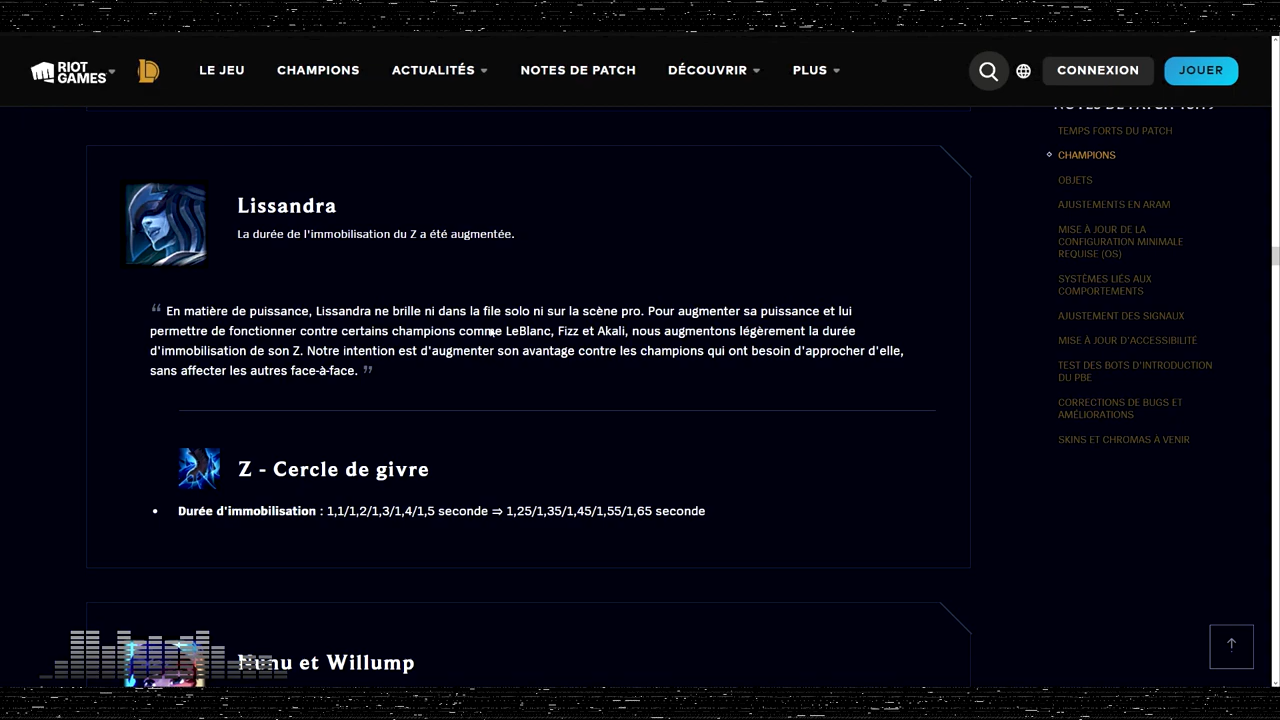 RIOT GAMES
LE JEU
CHAMPIONS
ACTUALITÉS
NOTES DE PATCH
DÉCOUVRIR
PLUS
CONNEXION
JOUER
Lissandra
La durée de l'immobilisation du Z a été augmentée.
“ En matière de puissance, Lissandra ne brille ni dans la file solo ni sur la scène pro. Pour augmenter sa puissance et lui
permettre de fonctionner contre certains champions comme LeBlanc, Fizz et Akali, nous augmentons légèrement la durée
d'immobilisation de son Z. Notre intention est d'augmenter son avantage contre les champions qui ont besoin d'approcher d'elle,
sans affecter les autres face-à-face. ”
Z - Cercle de givre
• Durée d'immobilisation : 1,1/1,2/1,3/1,4/1,5 seconde ⇒ 1,25/1,35/1,45/1,55/1,65 seconde
Nunu et Willump
NOTES DE PATCH
TEMPS FORTS DU PATCH
CHAMPIONS
OBJETS
AJUSTEMENTS EN ARAM
MISE À JOUR DE LA
CONFIGURATION MINIMALE
REQUISE (OS)
SYSTÈMES LIÉS AUX
COMPORTEMENTS
AJUSTEMENT DES SIGNAUX
MISE À JOUR D'ACCESSIBILITÉ
TEST DES BOTS D'INTRODUCTION
DU PBE
CORRECTIONS DE BUGS ET
AMÉLIORATIONS
SKINS ET CHROMAS À VENIR